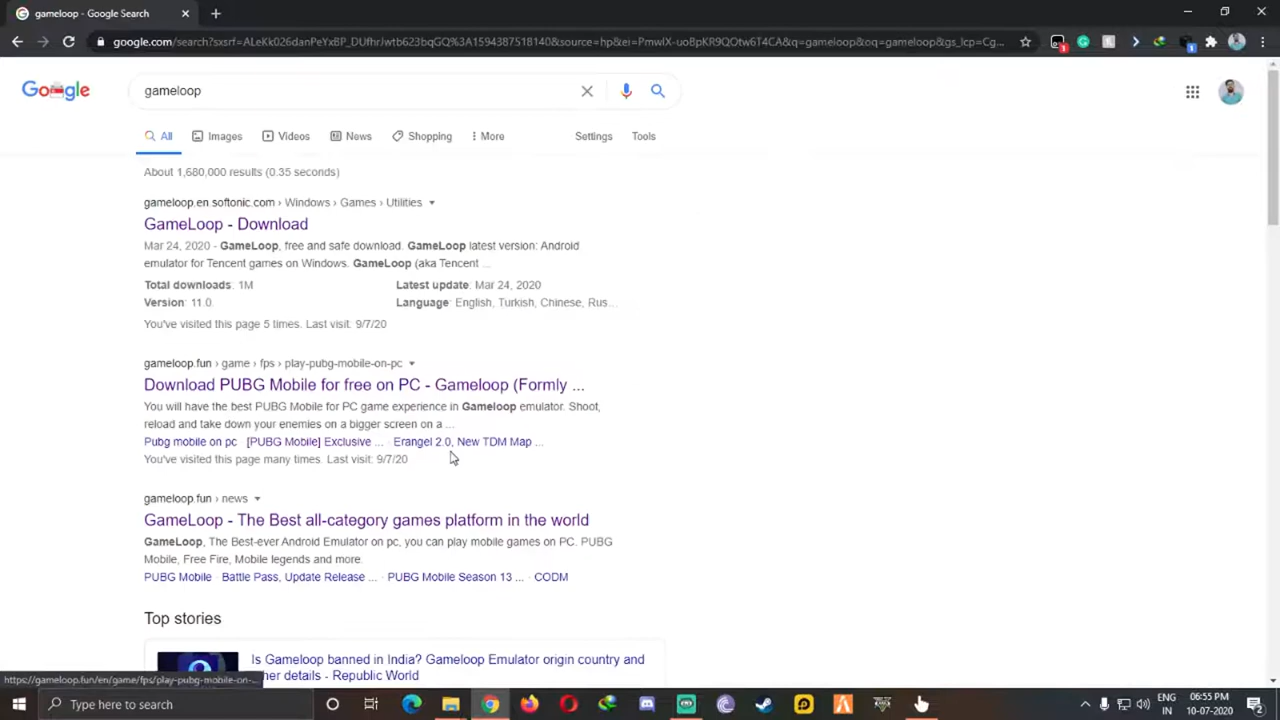 gameloop - Google Search
google.com/search?sxsrf=ALeKk026danPeYxBP_DUfhrJwtb623bqGQ%3A1594387518140&source=hp&ei=PmwIX-uoBpKR9QOtw6T4CA&q=gameloop&oq=gameloop&gs_lcp=Cg...
Google
gameloop
All
Images
Videos
News
Shopping
More
Settings
Tools
About 1,680,000 results (0.35 seconds)
gameloop.en.softonic.com › Windows › Games › Utilities
GameLoop - Download
Mar 24, 2020 - GameLoop, free and safe download. GameLoop latest version: Android
emulator for Tencent games on Windows. GameLoop (aka Tencent ...
Total downloads: 1M
Latest update: Mar 24, 2020
Version: 11.0.
Language: English, Turkish, Chinese, Rus...
You've visited this page 5 times. Last visit: 9/7/20
gameloop.fun › game › fps › play-pubg-mobile-on-pc
Download PUBG Mobile for free on PC - Gameloop (Formly ...
You will have the best PUBG Mobile for PC game experience in Gameloop emulator. Shoot,
reload and take down your enemies on a bigger screen on a ...
Pubg mobile on pc · [PUBG Mobile] Exclusive ... · Erangel 2.0, New TDM Map ...
You've visited this page many times. Last visit: 9/7/20
gameloop.fun › news
GameLoop - The Best all-category games platform in the world
GameLoop, The Best-ever Android Emulator on pc, you can play mobile games on PC. PUBG
Mobile, Free Fire, Mobile legends and more.
PUBG Mobile · Battle Pass, Update Release ... · PUBG Mobile Season 13 ... · CODM
Top stories
Is Gameloop banned in India? Gameloop Emulator origin country and
her details - Republic World
https://gameloop.fun/en/game/fps/play-pubg-mobile-on-...
Type here to search
ENG
IN
06:55 PM
10-07-2020
2